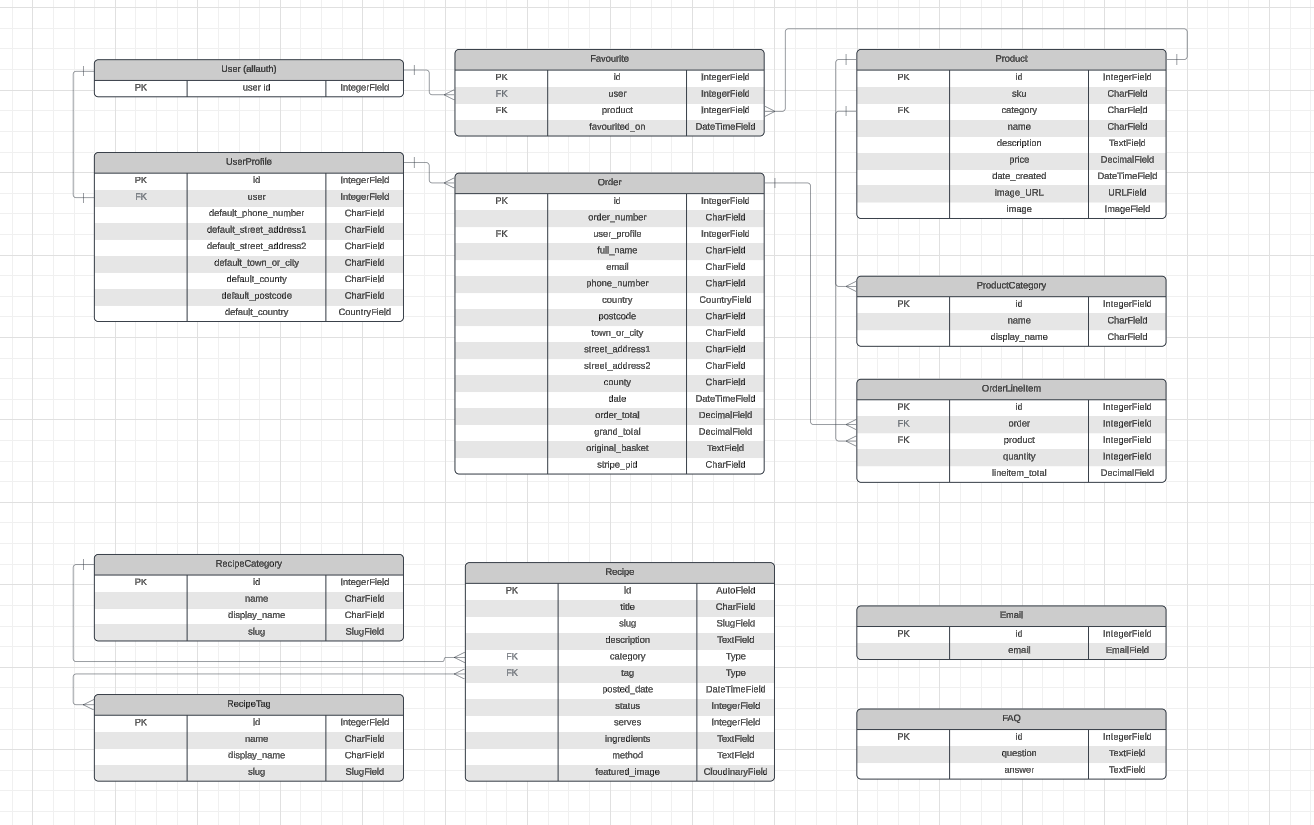 User (allauth)
PK user id IntegerField
Favourite
PK id IntegerField
FK user IntegerField
FK product IntegerField
favourited_on DateTimeField
Product
PK id IntegerField
sku CharField
FK category CharField
name CharField
description TextField
price DecimalField
date_created DateTimeField
image_URL URLField
image ImageField
UserProfile
PK id IntegerField
FK user IntegerField
default_phone_number CharField
default_street_address1 CharField
default_street_address2 CharField
default_town_or_city CharField
default_county CharField
default_postcode CharField
default_country CountryField
Order
PK id IntegerField
order_number CharField
FK user_profile IntegerField
full_name CharField
email CharField
phone_number CharField
country CountryField
postcode CharField
town_or_city CharField
street_address1 CharField
street_address2 CharField
county CharField
date DateTimeField
order_total DecimalField
grand_total DecimalField
original_basket TextField
stripe_pid CharField
ProductCategory
PK id IntegerField
name CharField
display_name CharField
OrderLineItem
PK id IntegerField
FK order IntegerField
FK product IntegerField
quantity IntegerField
lineitem_total DecimalField
RecipeCategory
PK id IntegerField
name CharField
display_name CharField
slug SlugField
Recipe
PK id AutoField
title CharField
slug SlugField
description TextField
FK category Type
FK tag Type
posted_date DateTimeField
status IntegerField
serves IntegerField
ingredients TextField
method TextField
featured_image CloudinaryField
Email
PK id IntegerField
email EmailField
RecipeTag
PK id IntegerField
name CharField
display_name CharField
slug SlugField
FAQ
PK id IntegerField
question TextField
answer TextField